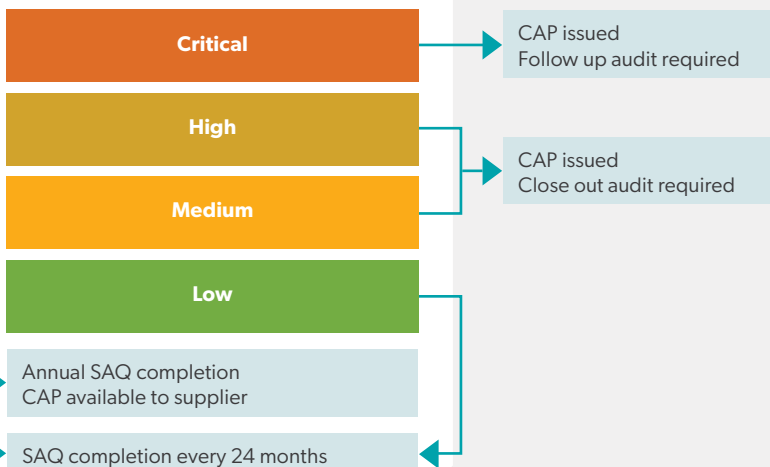 Critical
CAP issued
Follow up audit required
High
CAP issued
Close out audit required
Medium
Low
Annual SAQ completion
CAP available to supplier
SAQ completion every 24 months